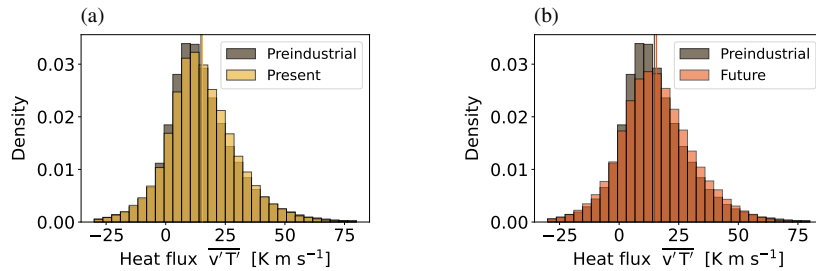 (a)
Preindustrial
Present
0.03
0.02
0.01
0.00
Density
−25
0
25
50
75
Heat flux v′T′ [K m s⁻¹]
(b)
Preindustrial
Future
0.03
0.02
0.01
0.00
Density
−25
0
25
50
75
Heat flux v′T′ [K m s⁻¹]